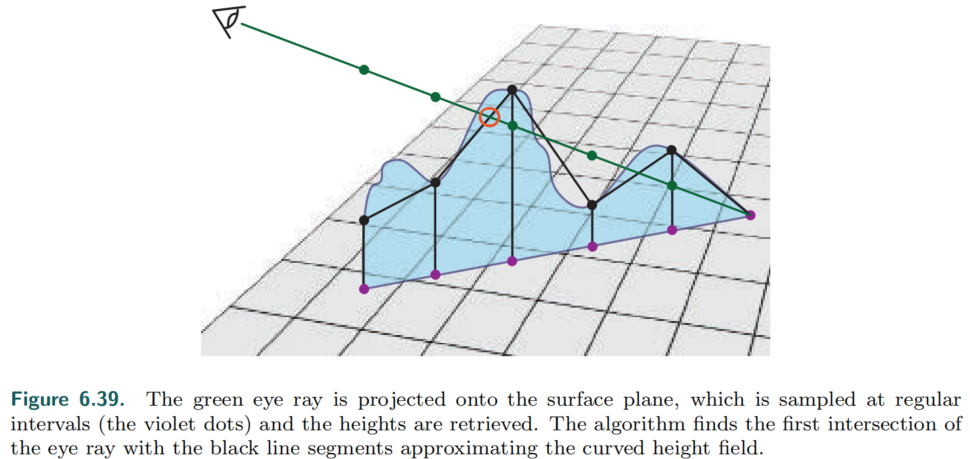 Figure 6.39. The green eye ray is projected onto the surface plane, which is sampled at regular
intervals (the violet dots) and the heights are retrieved. The algorithm finds the first intersection of
the eye ray with the black line segments approximating the curved height field.